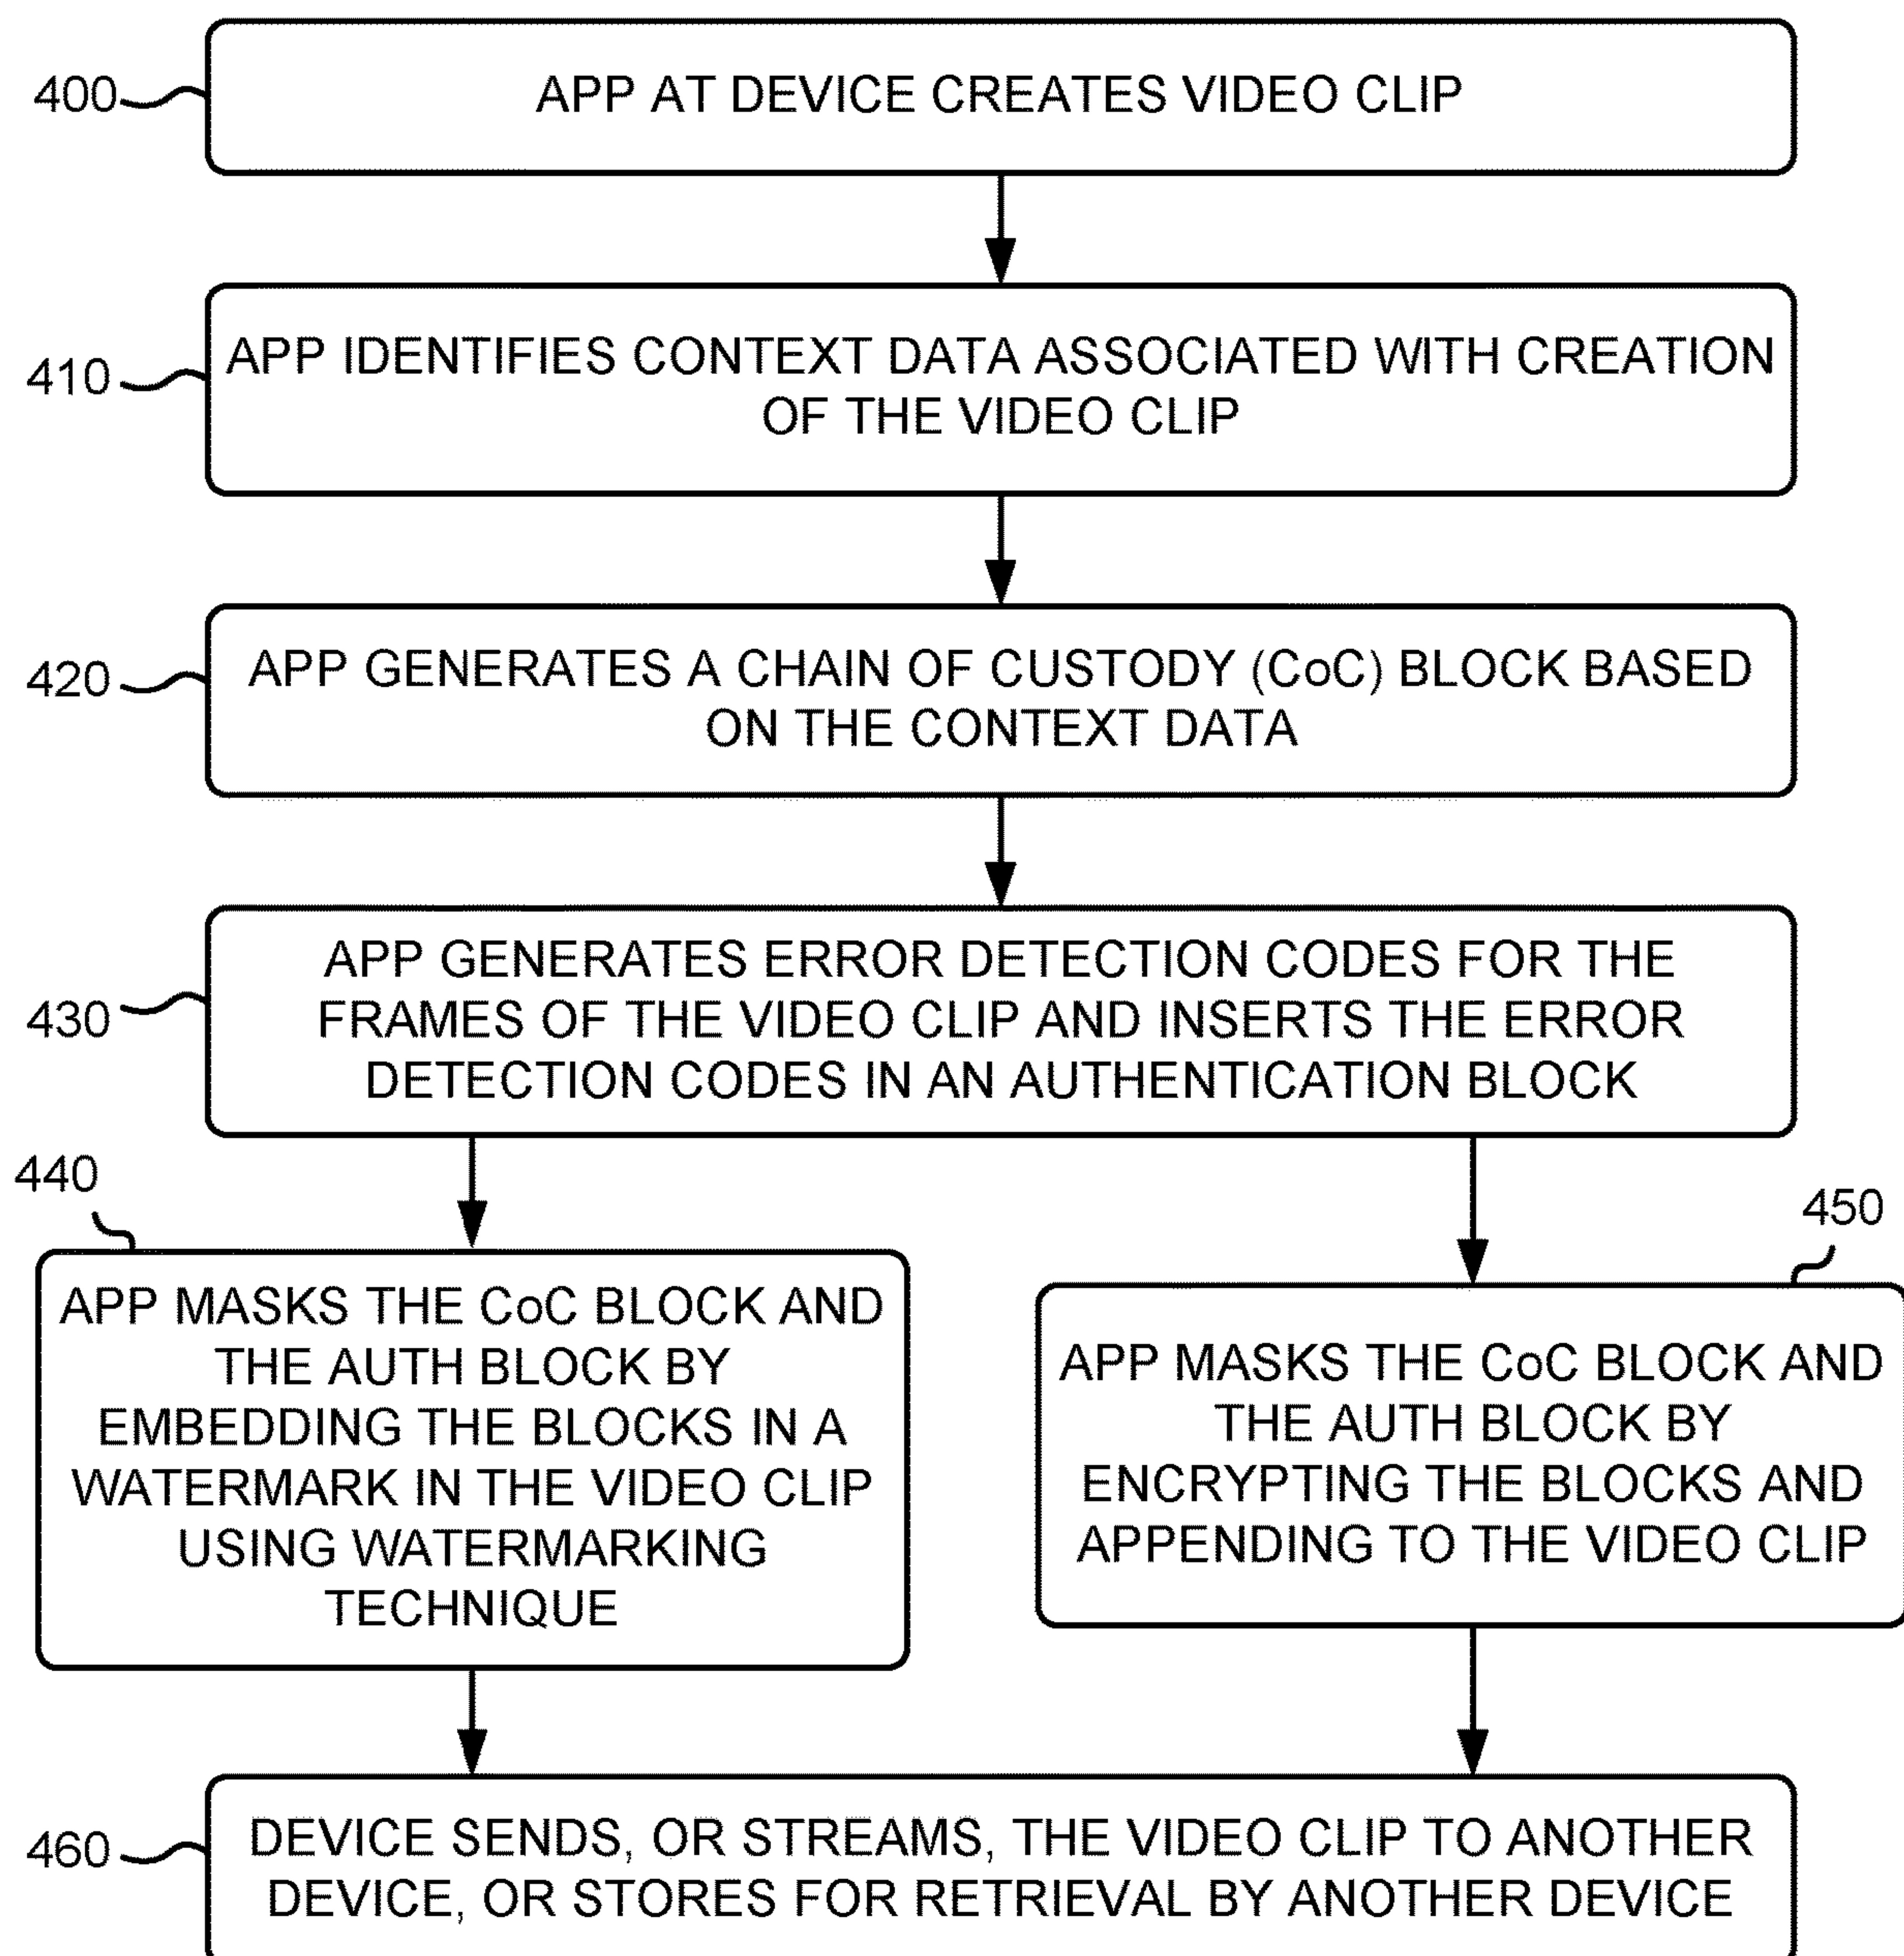 400
APP AT DEVICE CREATES VIDEO CLIP
410
APP IDENTIFIES CONTEXT DATA ASSOCIATED WITH CREATION
OF THE VIDEO CLIP
420
APP GENERATES A CHAIN OF CUSTODY (CoC) BLOCK BASED
ON THE CONTEXT DATA
430
APP GENERATES ERROR DETECTION CODES FOR THE
FRAMES OF THE VIDEO CLIP AND INSERTS THE ERROR
DETECTION CODES IN AN AUTHENTICATION BLOCK
440
APP MASKS THE CoC BLOCK AND
THE AUTH BLOCK BY
EMBEDDING THE BLOCKS IN A
WATERMARK IN THE VIDEO CLIP
USING WATERMARKING
TECHNIQUE
450
APP MASKS THE CoC BLOCK AND
THE AUTH BLOCK BY
ENCRYPTING THE BLOCKS AND
APPENDING TO THE VIDEO CLIP
460
DEVICE SENDS, OR STREAMS, THE VIDEO CLIP TO ANOTHER
DEVICE, OR STORES FOR RETRIEVAL BY ANOTHER DEVICE